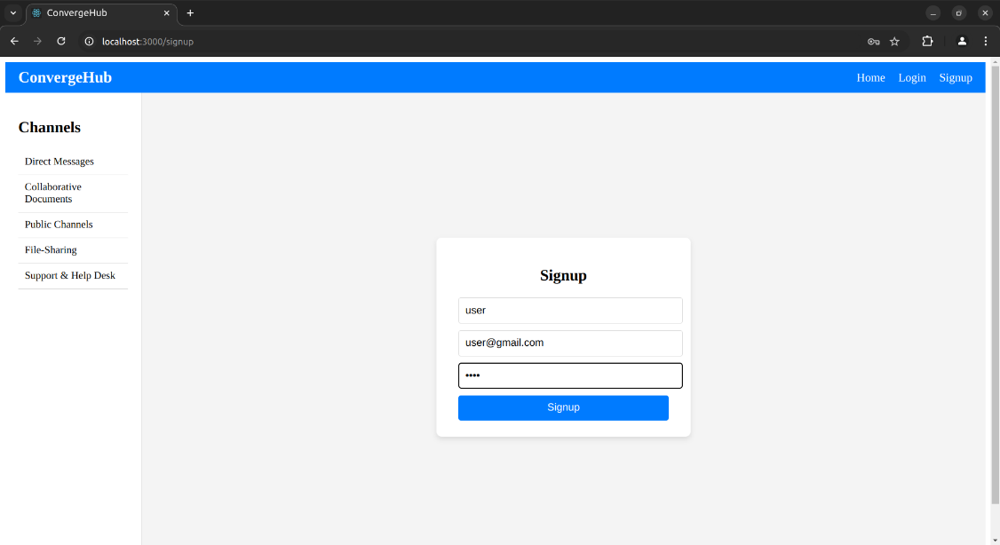 ConvergeHub
localhost:3000/signup
ConvergeHub
Home Login Signup
Channels
Direct Messages
Collaborative
Documents
Public Channels
File-Sharing
Support & Help Desk
Signup
user
user@gmail.com
••••
Signup